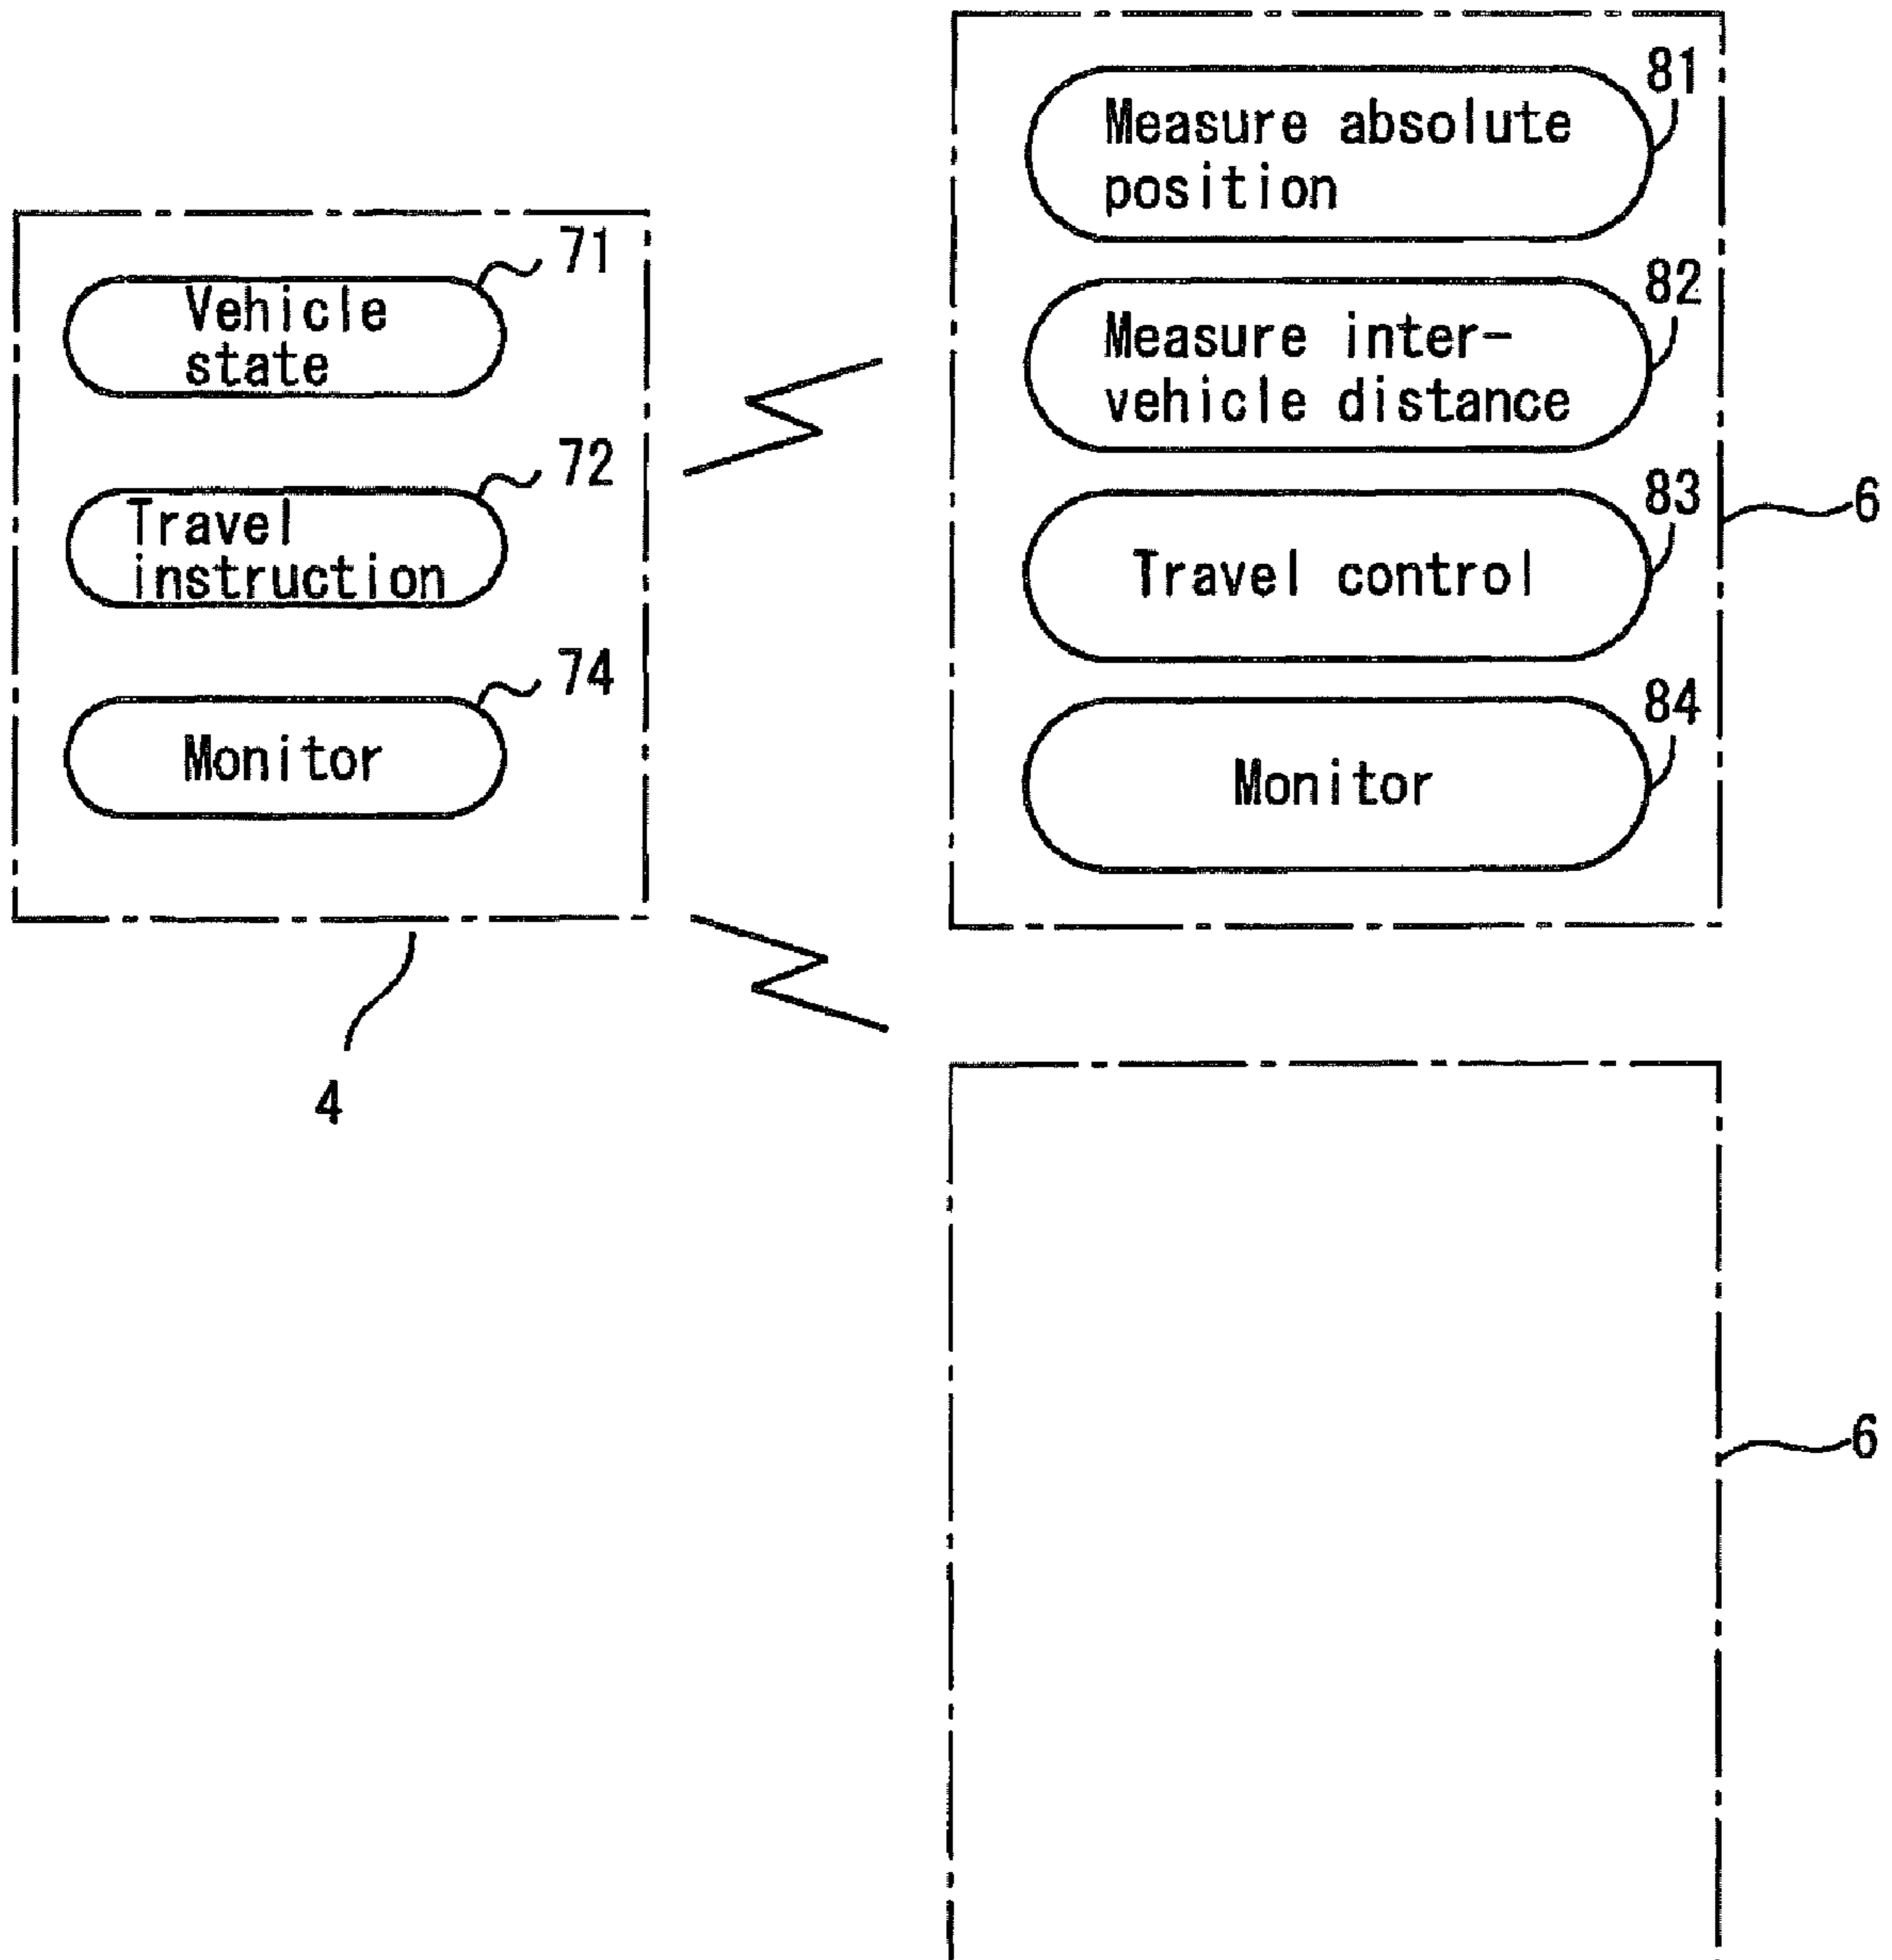 71
Vehicle
state
72
Travel
instruction
74
Monitor
4
81
Measure absolute
position
82
Measure inter-
vehicle distance
83
Travel control
84
Monitor
6
6